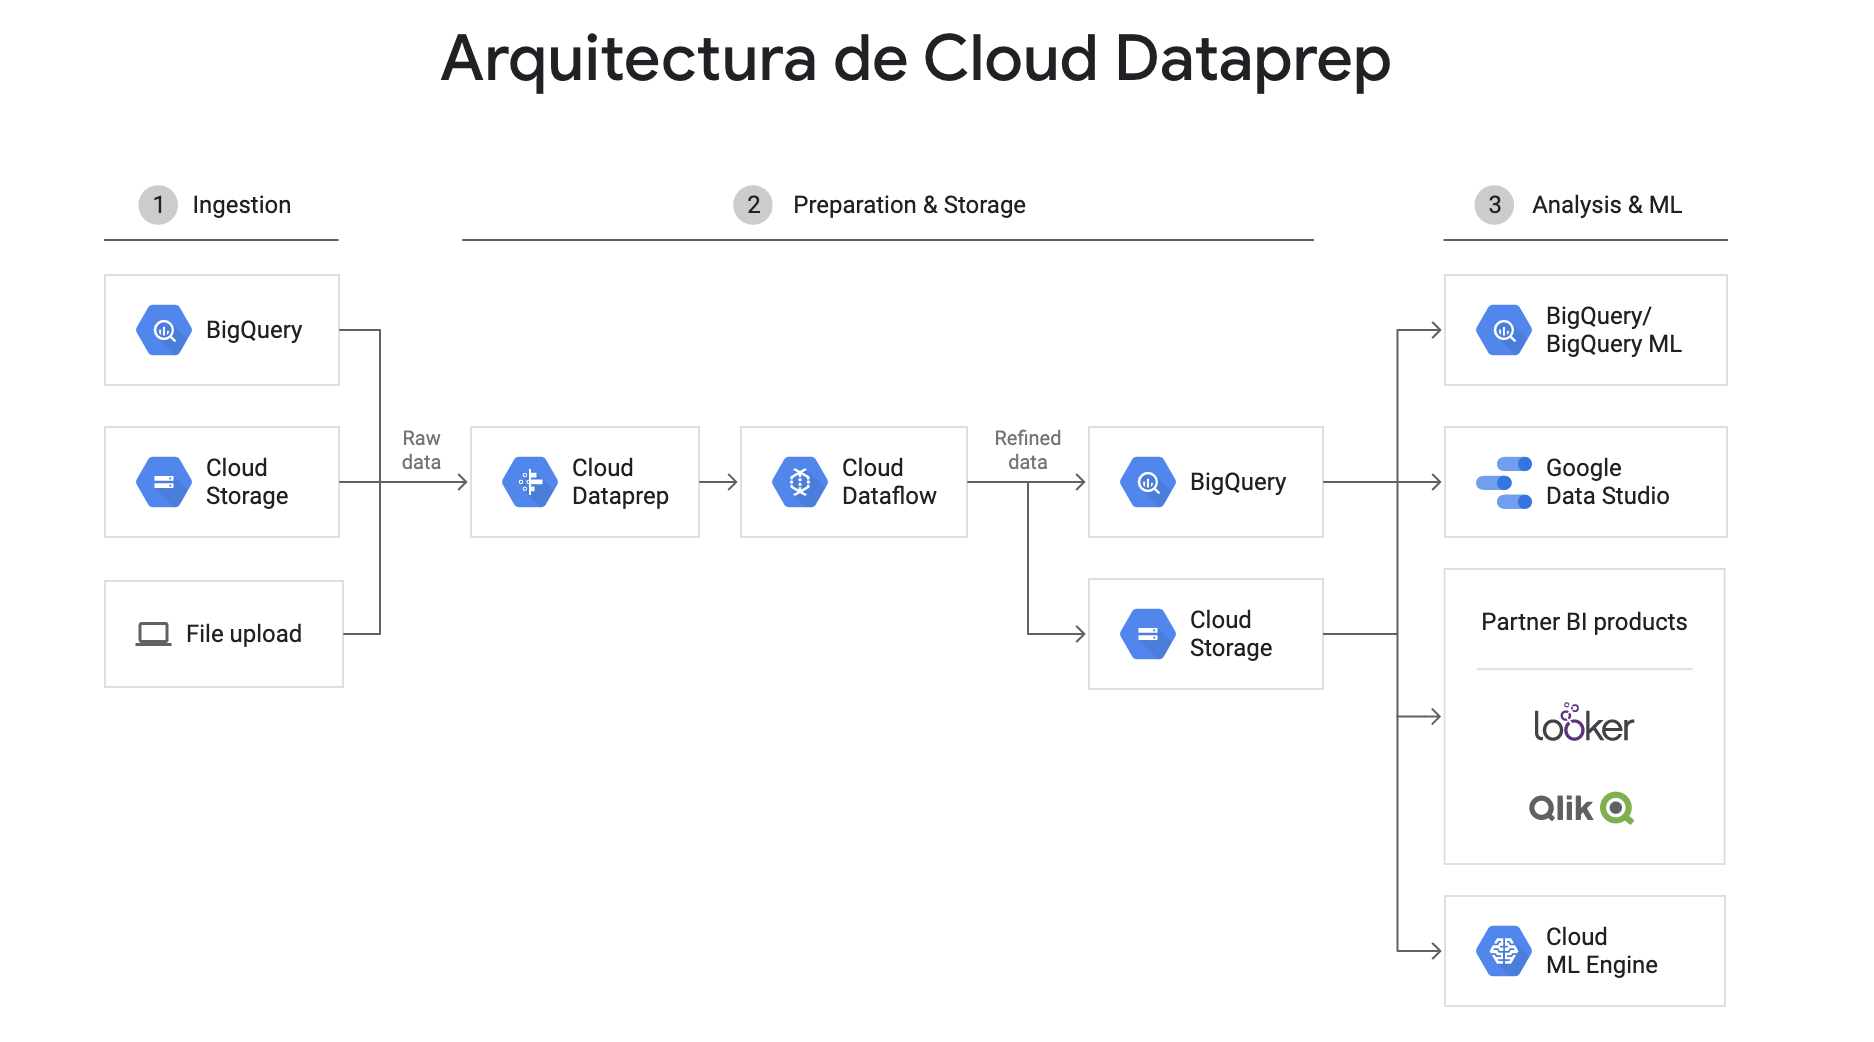 Arquitectura de Cloud Dataprep
1 Ingestion
2 Preparation & Storage
3 Analysis & ML
BigQuery
Cloud
Storage
File upload
Raw
data
Cloud
Dataprep
Cloud
Dataflow
Refined
data
BigQuery
Cloud
Storage
BigQuery/
BigQuery ML
Google
Data Studio
Partner BI products
looker
Qlik
Cloud
ML Engine